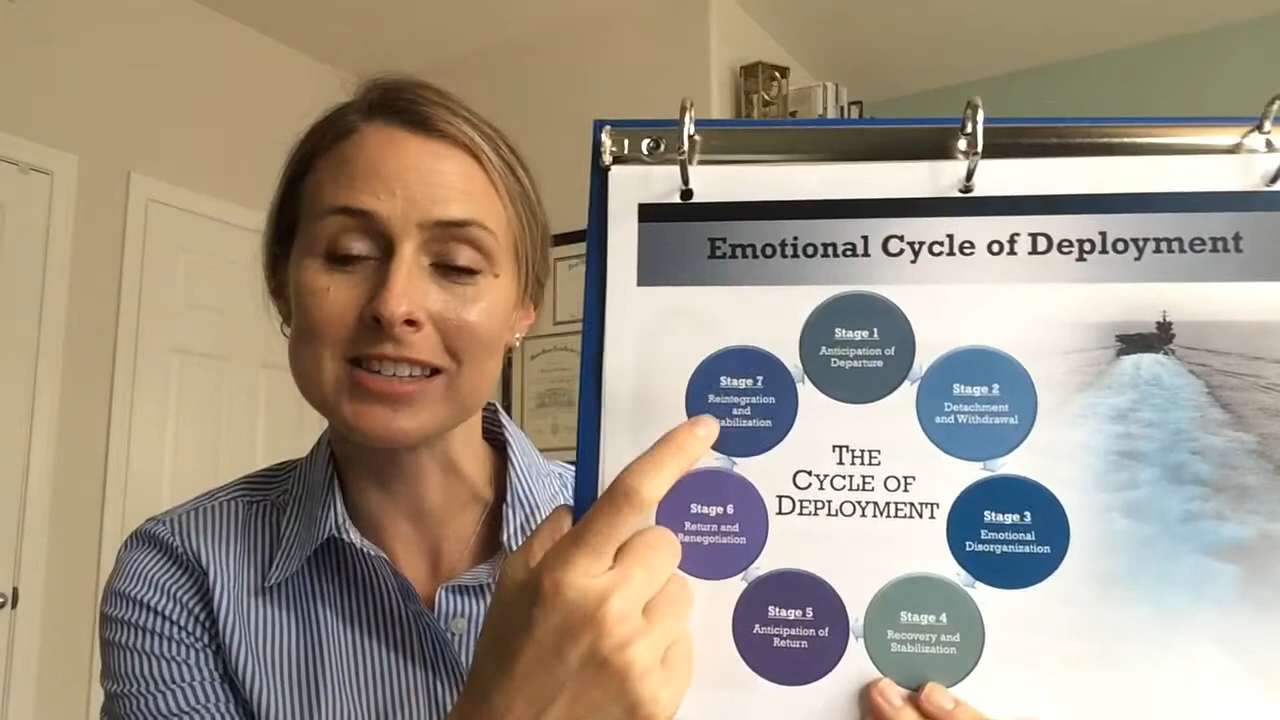 Emotional Cycle of Deployment
Stage 1
Anticipation of
Departure
Stage 2
Detachment
and Withdrawal
Stage 3
Emotional
Disorganization
Stage 4
Recovery and
Stabilization
Stage 5
Anticipation of
Return
Stage 6
Return and
Renegotiation
Stage 7
Reintegration
and
tabilization
THE
CYCLE OF
DEPLOYMENT